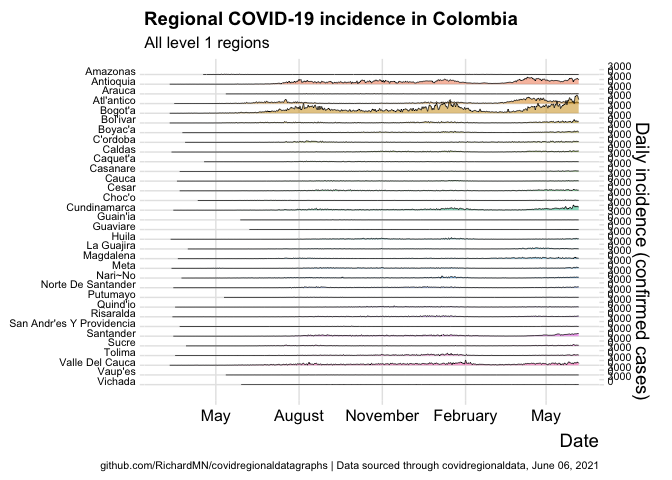 Regional COVID-19 incidence in Colombia
All level 1 regions
Amazonas
Antioquia
Arauca
Atl'antico
Bogot'a
Bol'ivar
Boyac'a
C'ordoba
Caldas
Caquet'a
Casanare
Cauca
Cesar
Choc'o
Cundinamarca
Guain'ia
Guaviare
Huila
La Guajira
Magdalena
Meta
Nari~No
Norte De Santander
Putumayo
Quind'io
Risaralda
San Andr'es Y Providencia
Santander
Sucre
Tolima
Valle Del Cauca
Vaup'es
Vichada
3000
Daily incidence (confirmed cases)
May August November February May
Date
github.com/RichardMN/covidregionaldatagraphs | Data sourced through covidregionaldata, June 06, 2021